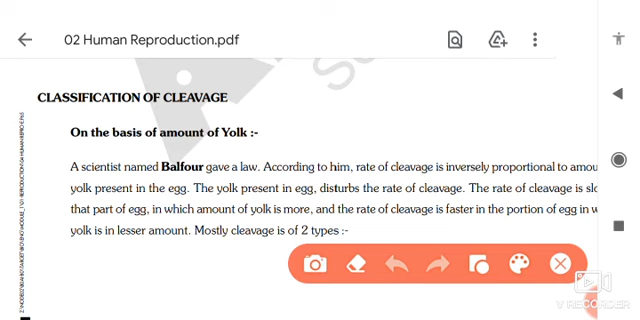 02 Human Reproduction.pdf
CLASSIFICATION OF CLEAVAGE
On the basis of amount of Yolk :-
A scientist named Balfour gave a law. According to him, rate of cleavage is inversely proportional to amou
yolk present in the egg. The yolk present in egg, disturbs the rate of cleavage. The rate of cleavage is slo
that part of egg, in which amount of yolk is more, and the rate of cleavage is faster in the portion of egg in w
yolk is in lesser amount. Mostly cleavage is of 2 types :-
V RECORDER